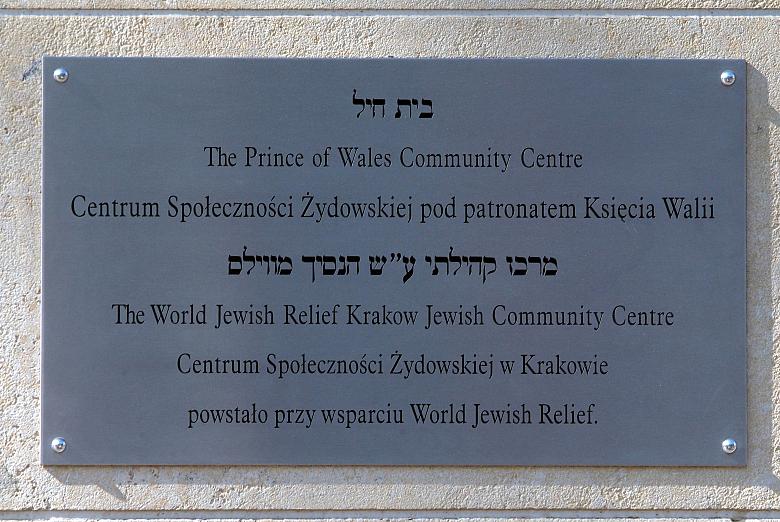 בית חיל
The Prince of Wales Community Centre
Centrum Społeczności Żydowskiej pod patronatem Księcia Walii
מרכז קהילתי ע״ש הנסיך מווילס
The World Jewish Relief Krakow Jewish Community Centre
Centrum Społeczności Żydowskiej w Krakowie
powstało przy wsparciu World Jewish Relief.